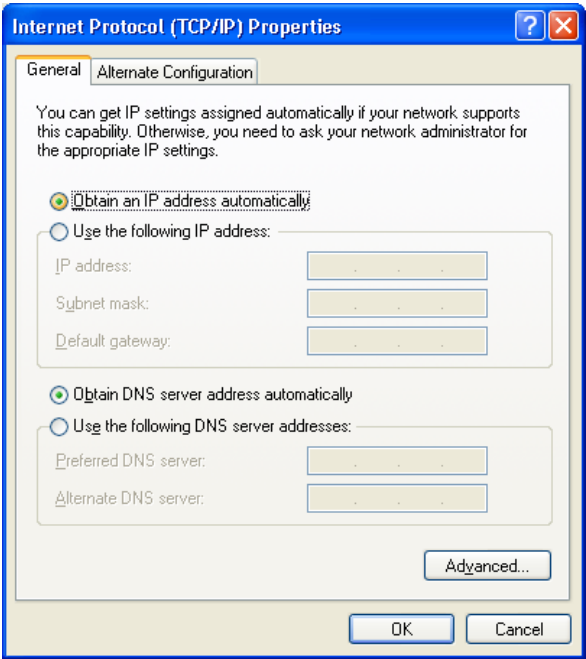 Internet Protocol (TCP/IP) Properties
General
Alternate Configuration
You can get IP settings assigned automatically if your network supports
this capability. Otherwise, you need to ask your network administrator for
the appropriate IP settings.
Obtain an IP address automatically
Use the following IP address:
IP address:
Subnet mask:
Default gateway:
Obtain DNS server address automatically
Use the following DNS server addresses:
Preferred DNS server:
Alternate DNS server:
Advanced...
OK
Cancel